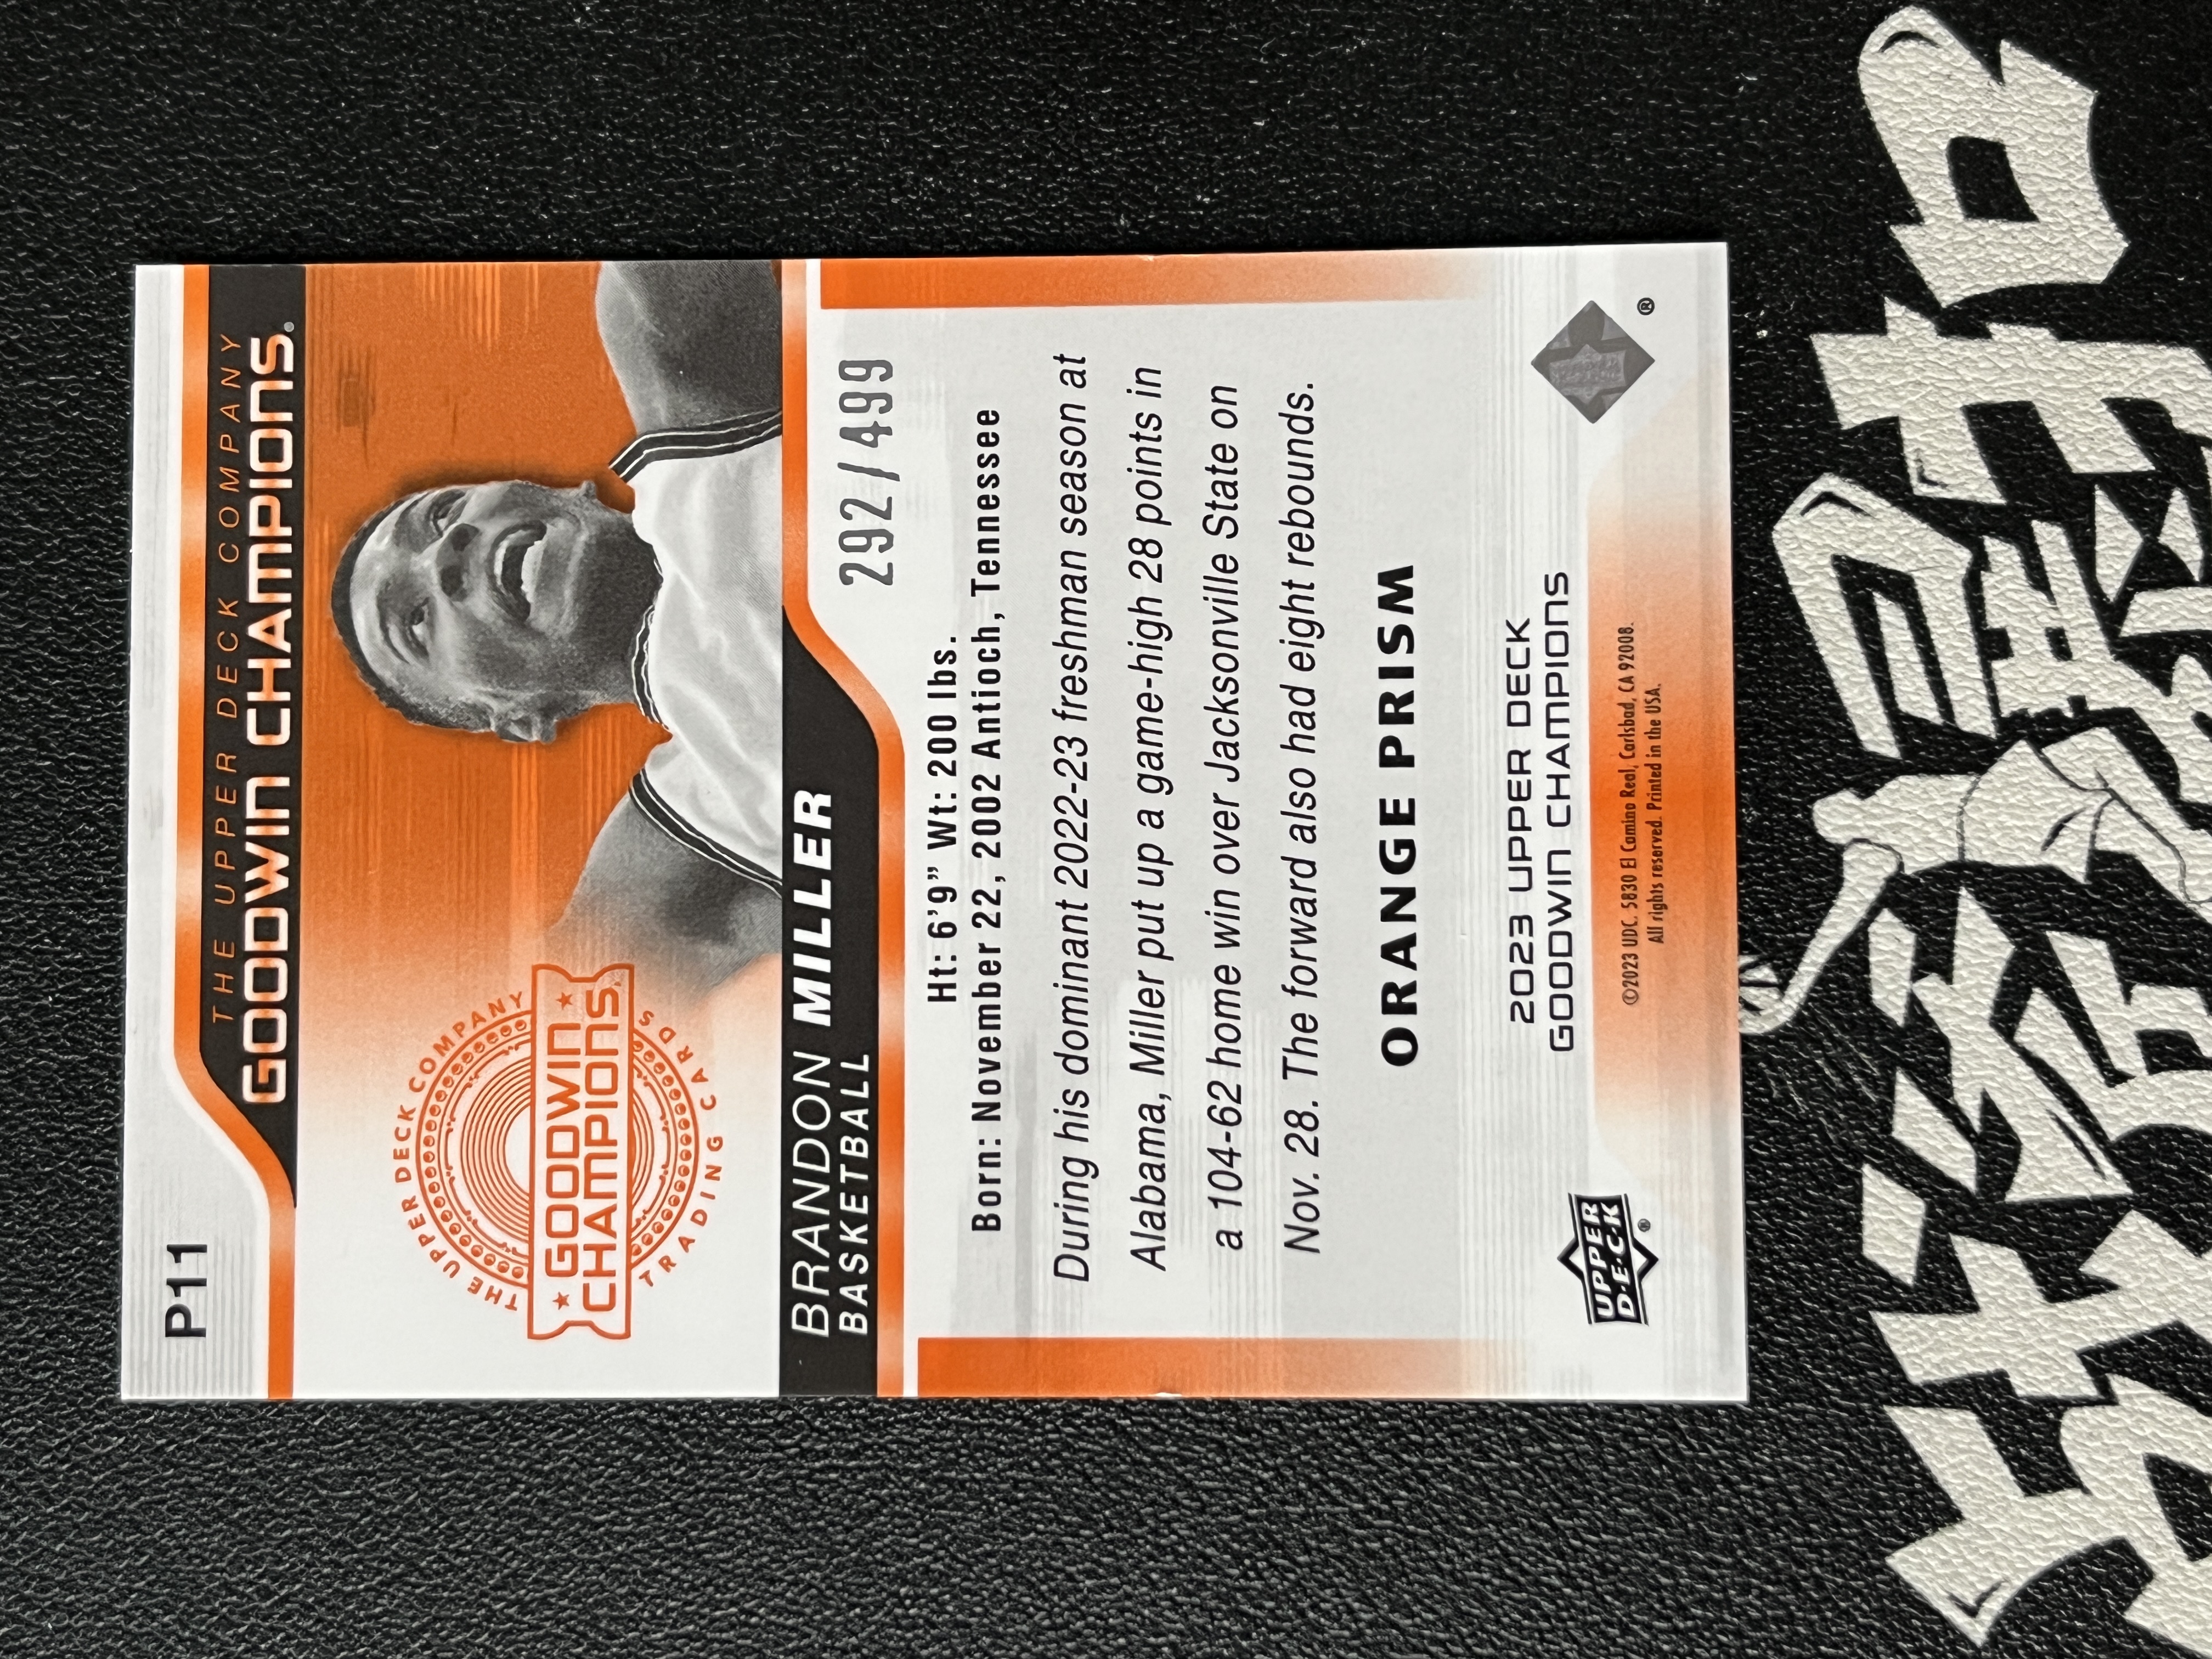 P11
THE UPPER DECK COMPANY
GOODWIN CHAMPIONS®
THE UPPER DECK COMPANY
GOODWIN
CHAMPIONS
TRADING CARDS
BRANDON MILLER
BASKETBALL
292/499
Ht: 6'9” Wt: 200 lbs.
Born: November 22, 2002 Antioch, Tennessee
During his dominant 2022-23 freshman season at
Alabama, Miller put up a game-high 28 points in
a 104-62 home win over Jacksonville State on
Nov. 28. The forward also had eight rebounds.
ORANGE PRISM
2023 UPPER DECK
GOODWIN CHAMPIONS
©2023 UDC. 5830 El Camino Real, Carlsbad, CA 92008.
All rights reserved. Printed in the USA.
UPPER
DECK®
®